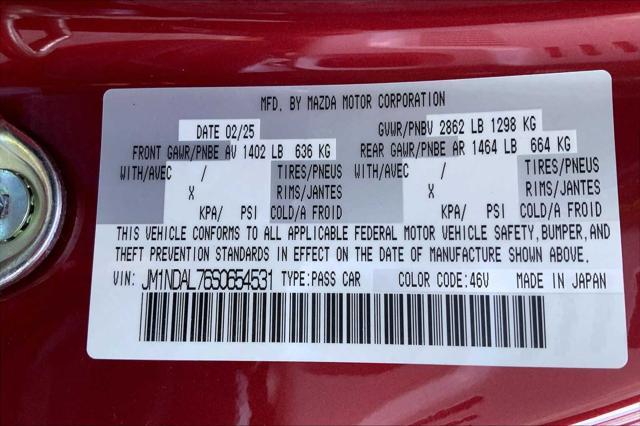 MFD. BY MAZDA MOTOR CORPORATION
DATE 02/25 GVWR/PNBV 2862 LB 1298 KG
FRONT GAWR/PNBE AV 1402 LB 636 KG REAR GAWR/PNBE AR 1464 LB 664 KG
WITH/AVEC / TIRES/PNEUS WITH/AVEC / TIRES/PNEUS
X RIMS/JANTES X RIMS/JANTES
KPA/ PSI COLD/A FROID KPA/ PSI COLD/A FROID
THIS VEHICLE CONFORMS TO ALL APPLICABLE FEDERAL MOTOR VEHICLE SAFETY,BUMPER,AND
THEFT PREVENTION STANDARDS IN EFFECT ON THE DATE OF MANUFACTURE SHOWN ABOVE.
VIN: JM1NDAL76S0654531 TYPE:PASS CAR COLOR CODE:46V MADE IN JAPAN